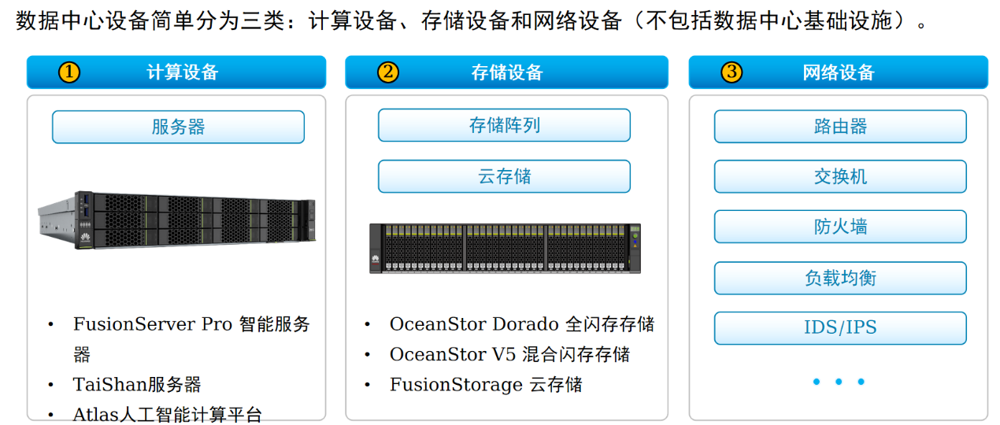 数据中心设备简单分为三类：计算设备、存储设备和网络设备（不包括数据中心基础设施）。
1 计算设备
服务器
FusionServer Pro 智能服务
器
TaiShan服务器
Atlas人工智能计算平台
2 存储设备
存储阵列
云存储
OceanStor Dorado 全闪存存储
OceanStor V5 混合闪存存储
FusionStorage 云存储
3 网络设备
路由器
交换机
防火墙
负载均衡
IDS/IPS